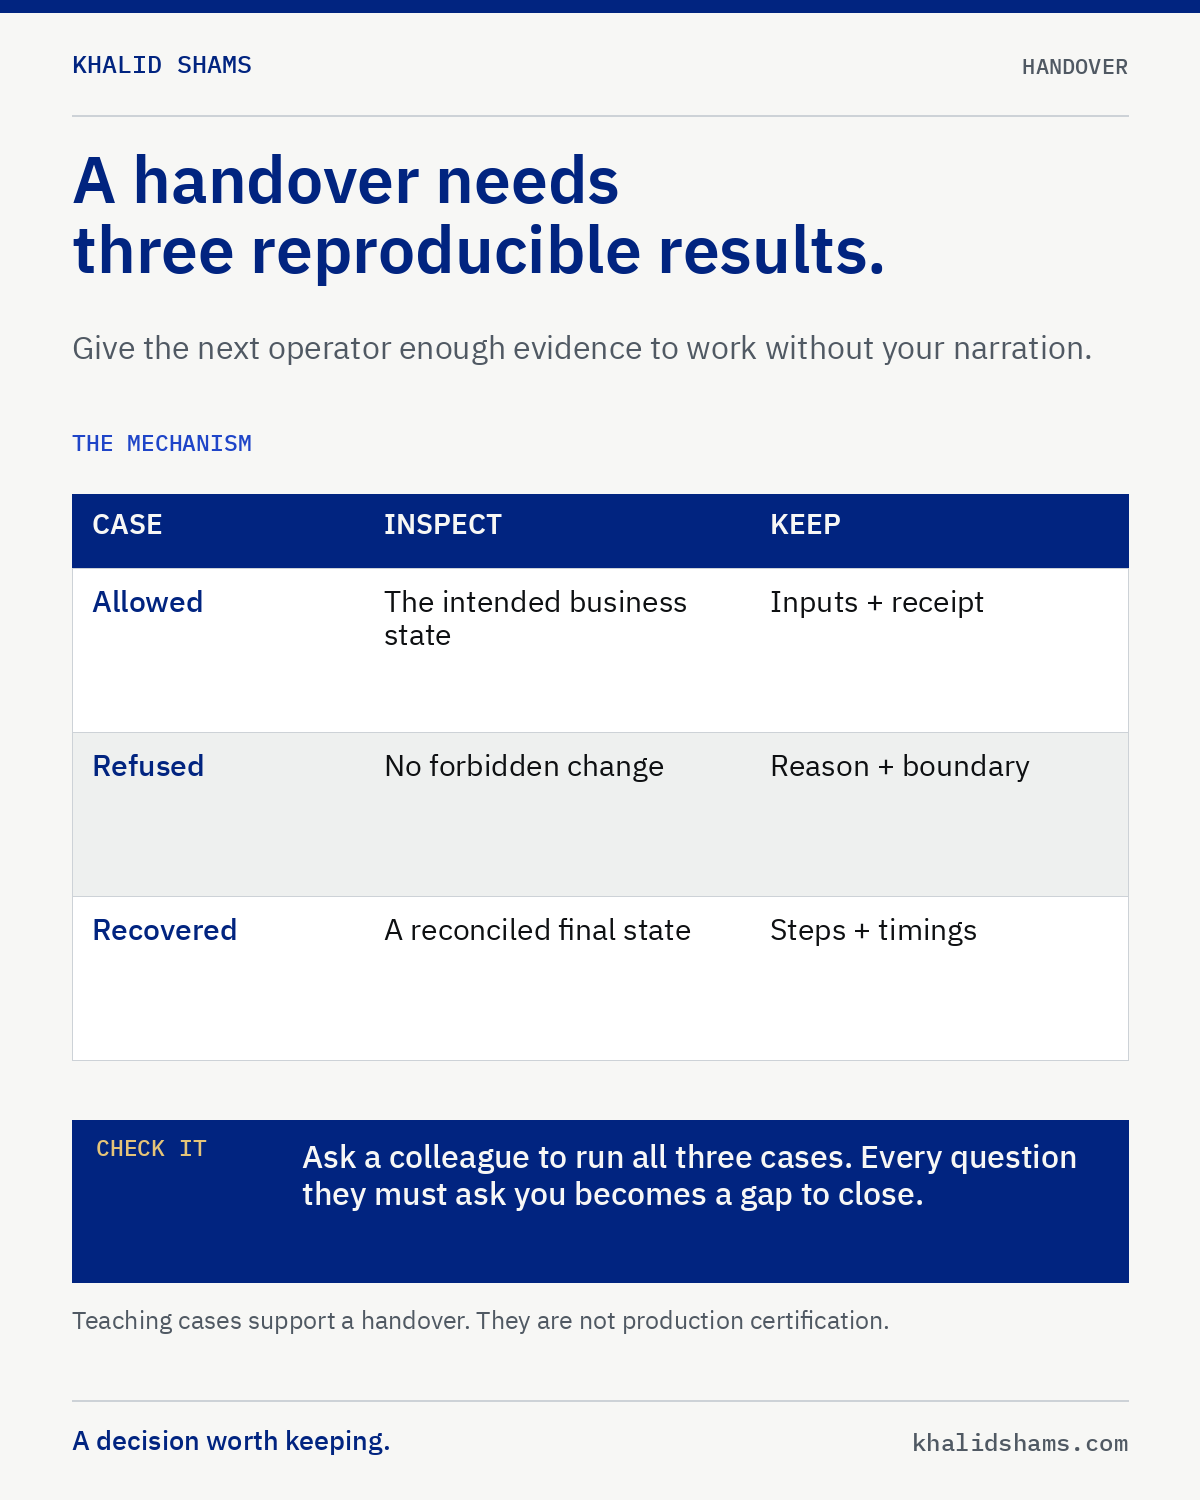 KHALID SHAMS
HANDOVER
A handover needs
three reproducible results.
Give the next operator enough evidence to work without your narration.
THE MECHANISM
CASE INSPECT KEEP
Allowed The intended business Inputs + receipt
state
Refused No forbidden change Reason + boundary
Recovered A reconciled final state Steps + timings
CHECK IT Ask a colleague to run all three cases. Every question
they must ask you becomes a gap to close.
Teaching cases support a handover. They are not production certification.
A decision worth keeping.
khalidshams.com